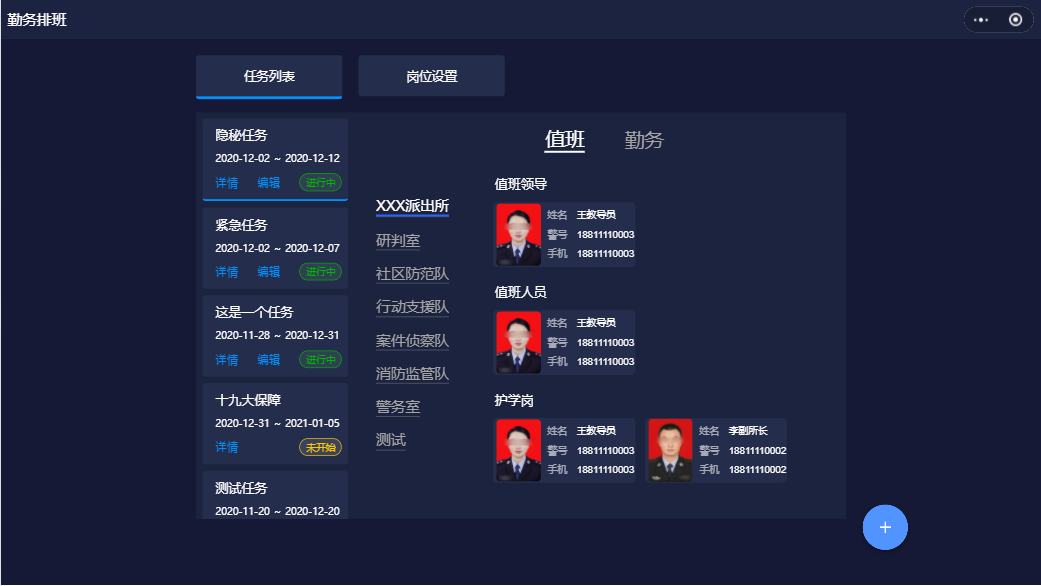 勤务排班
任务列表
岗位设置
隐秘任务
2020-12-02 ~ 2020-12-12
详情 编辑 进行中
紧急任务
2020-12-02 ~ 2020-12-07
详情 编辑 进行中
这是一个任务
2020-11-28 ~ 2020-12-31
详情 编辑 进行中
十九大保障
2020-12-31 ~ 2021-01-05
详情 未开始
测试任务
2020-11-20 ~ 2020-12-20
XXX派出所
研判室
社区防范队
行动支援队
案件侦察队
消防监管队
警务室
测试
值班 勤务
值班领导
姓名 王教导员
警号 18811110003
手机 18811110003
值班人员
姓名 王教导员
警号 18811110003
手机 18811110003
护学岗
姓名 王教导员
警号 18811110003
手机 18811110003
姓名 李副所长
警号 18811110002
手机 18811110002